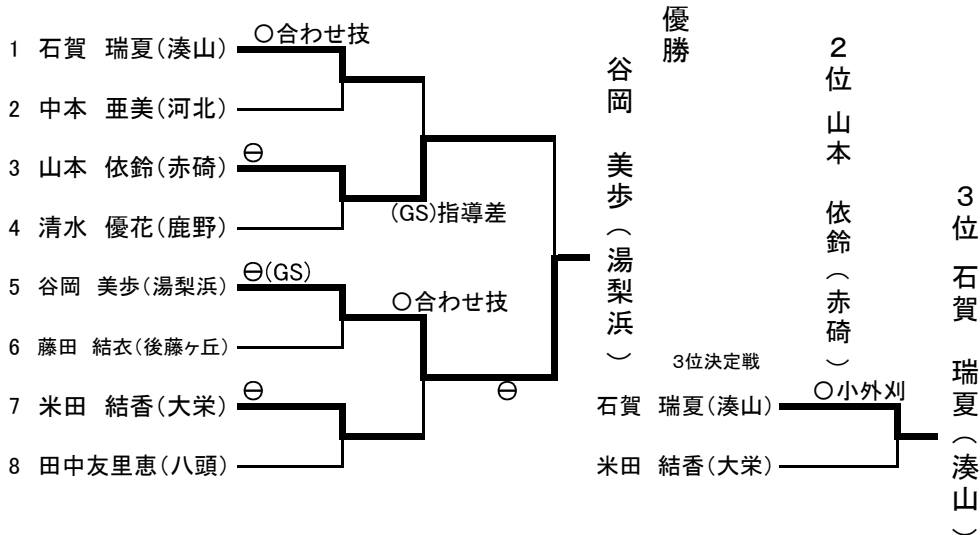 1 石賀 瑞夏(湊山)
〇合わせ技
2 中本 亜美(河北)
3 山本 依鈴(赤碕)
⊖
4 清水 優花(鹿野)
(GS)指導差
5 谷岡 美歩(湯梨浜)
⊖(GS)
6 藤田 結衣(後藤ヶ丘)
〇合わせ技
7 米田 結香(大栄)
⊖
8 田中友里恵(八頭)
⊖
優勝
谷岡 美歩(湯梨浜)
2位 山本 依鈴(赤碕)
3位 石賀 瑞夏(湊山)
3位決定戦
石賀 瑞夏(湊山)
〇小外刈
米田 結香(大栄)